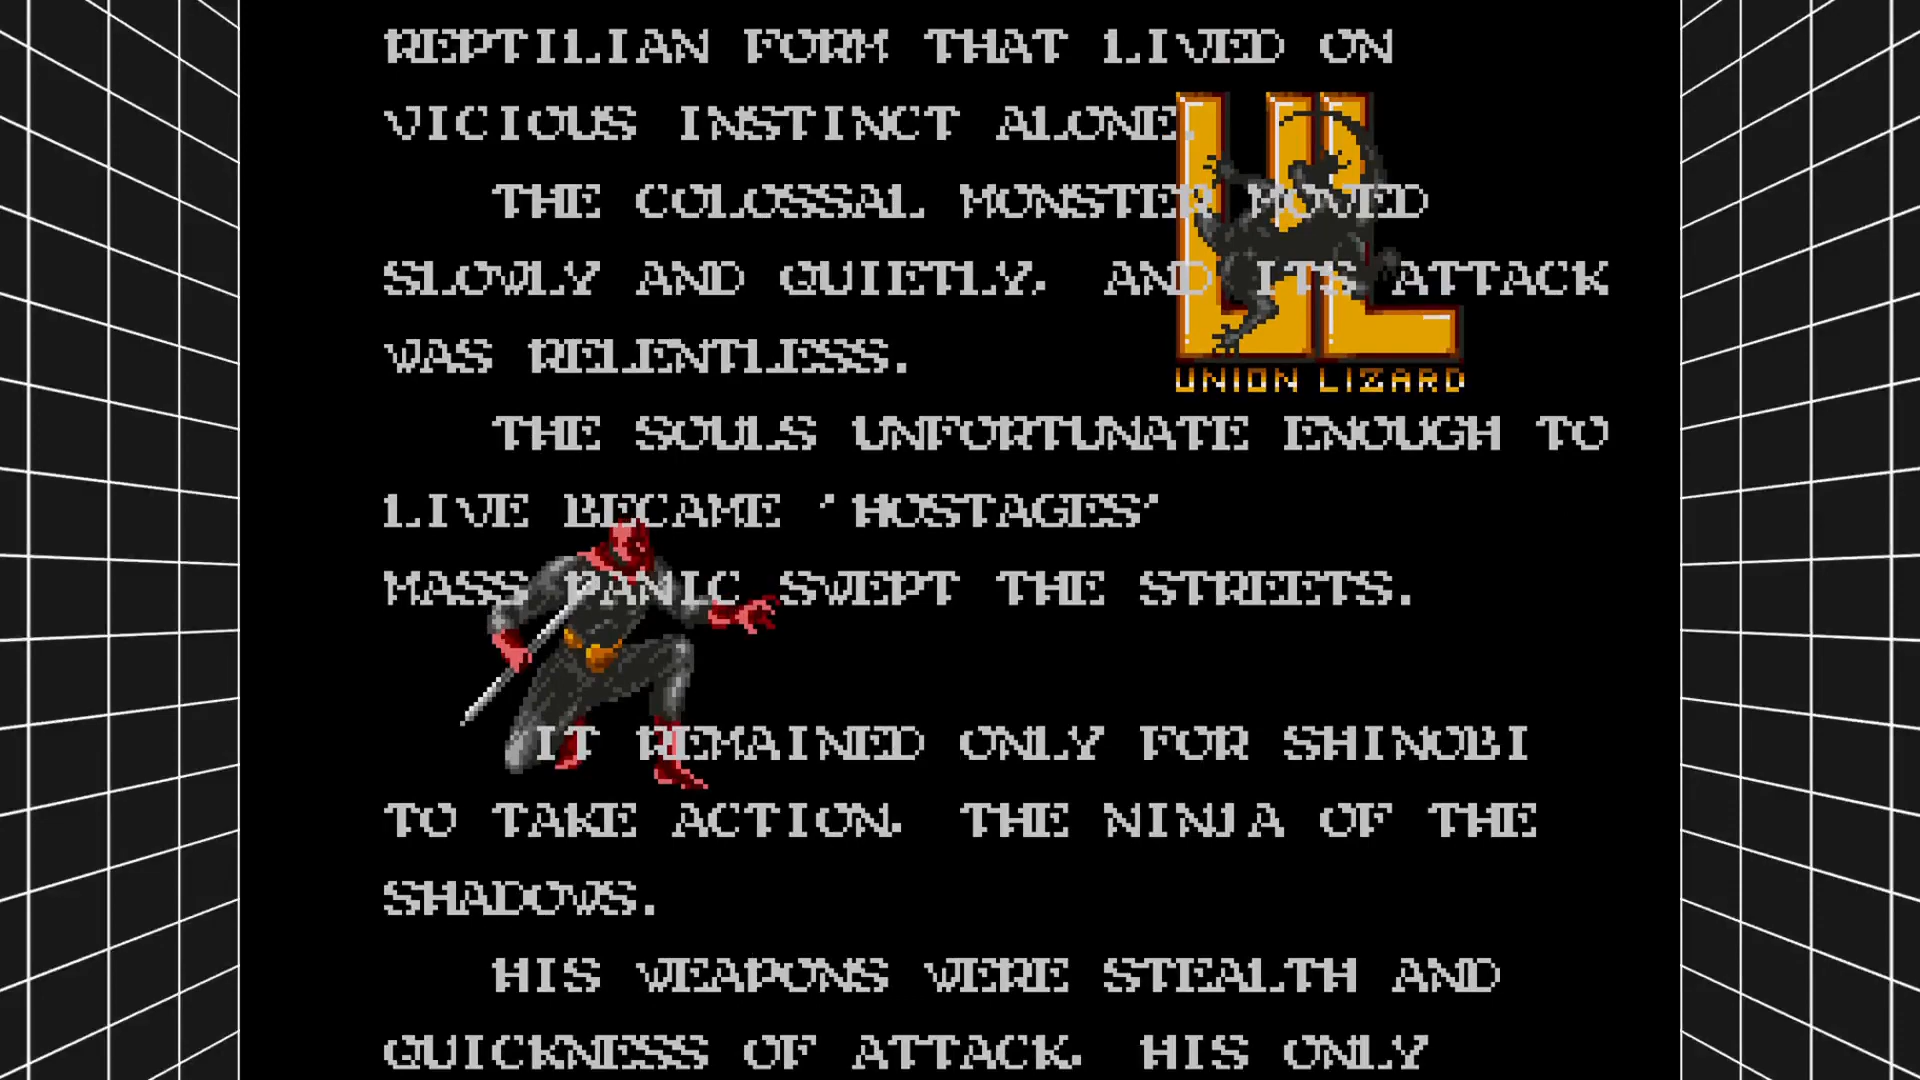 REPTILIAN FORM THAT LIVED ON
VICIOUS INSTINCT ALONE.
THE COLOSSAL MONSTER MOVED
SLOWLY AND QUIETLY. AND ITS ATTACK
WAS RELENTLESS.
UL
UNION LIZARD
THE SOULS UNFORTUNATE ENOUGH TO
LIVE BECAME 'HOSTAGES'
MASS PANIC SWEPT THE STREETS.
IT REMAINED ONLY FOR SHINOBI
TO TAKE ACTION. THE NINJA OF THE
SHADOWS.
HIS WEAPONS WERE STEALTH AND
QUICKNESS OF ATTACK. HIS ONLY